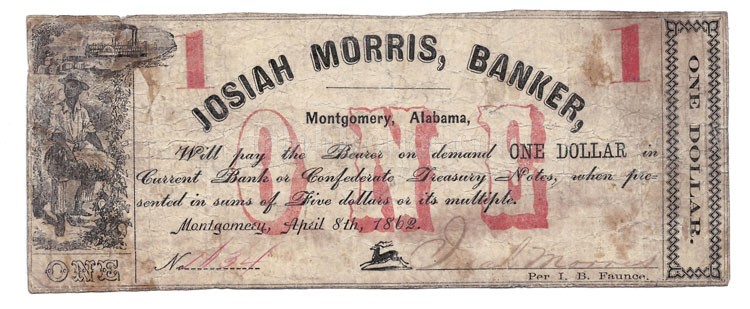 1 1
JOSIAH MORRIS, BANKER,
Montgomery, Alabama,
Will pay the Bearer on demand ONE DOLLAR in
Current Bank or Confederate Treasury Notes, when pre-
sented in sums of Five dollars or its multiple.
Montgomery, April 8th, 1862.
ONE
No.
Per I. B. Faunce.
ONE
ONE DOLLAR.